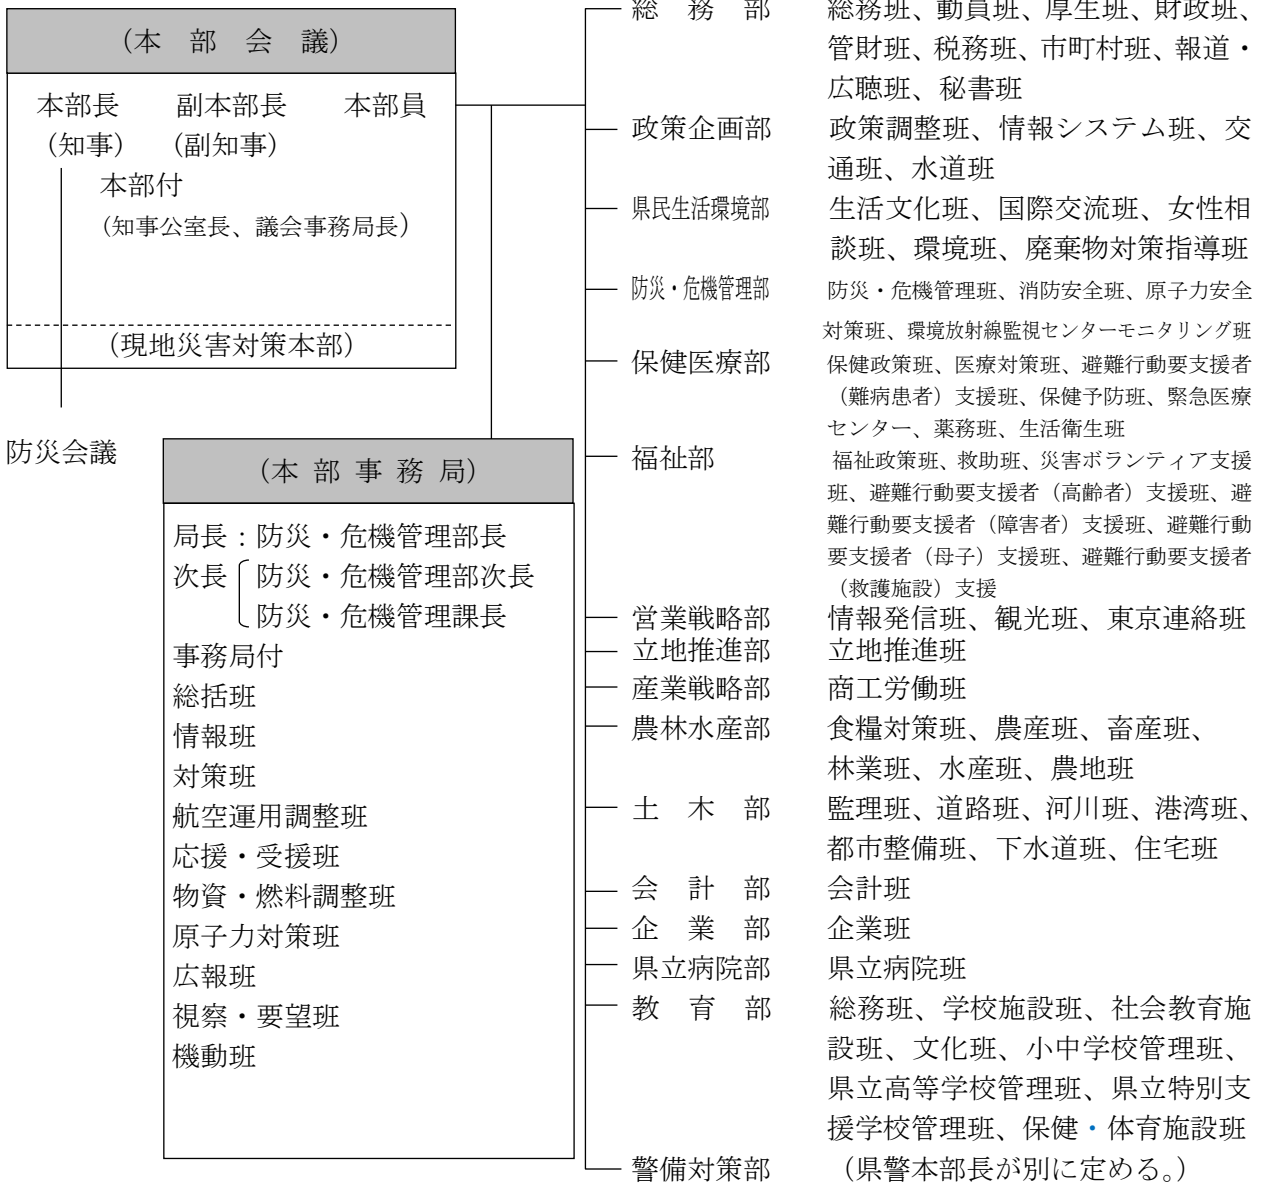 (本 部 会 議)
本部長 副本部長 本部員
(知事) (副知事)
本部付
(知事公室長、議会事務局長)
(現地災害対策本部)
防災会議
(本 部 事 務 局)
局長:防災・危機管理部長
次長 防災・危機管理部次長
防災・危機管理課長
事務局付
総括班
情報班
対策班
航空運用調整班
応援・受援班
物資・燃料調整班
原子力対策班
広報班
視察・要望班
機動班
総 務 部 総務班、動員班、厚生班、財政班、
管財班、税務班、市町村班、報道・
広聴班、秘書班
政策企画部 政策調整班、情報システム班、交
通班、水道班
県民生活環境部 生活文化班、国際交流班、女性相
談班、環境班、廃棄物対策指導班
防災・危機管理部 防災・危機管理班、消防安全班、原子力安全
対策班、環境放射線監視センターモニタリング班
保健医療部 保健政策班、医療対策班、避難行動要支援者
(難病患者)支援班、保健予防班、緊急医療
センター、薬務班、生活衛生班
福祉部 福祉政策班、救助班、災害ボランティア支援
班、避難行動要支援者(高齢者)支援班、避
難行動要支援者(障害者)支援班、避難行動
要支援者(母子)支援班、避難行動要支援者
(救護施設)支援
営業戦略部 情報発信班、観光班、東京連絡班
立地推進部 立地推進班
産業戦略部 商工労働班
農林水産部 食糧対策班、農産班、畜産班、
林業班、水産班、農地班
土 木 部 監理班、道路班、河川班、港湾班、
都市整備班、下水道班、住宅班
会 計 部 会計班
企 業 部 企業班
県立病院部 県立病院班
教 育 部 総務班、学校施設班、社会教育施
設班、文化班、小中学校管理班、
県立高等学校管理班、県立特別支
援学校管理班、保健・体育施設班
警備対策部 (県警本部長が別に定める。)